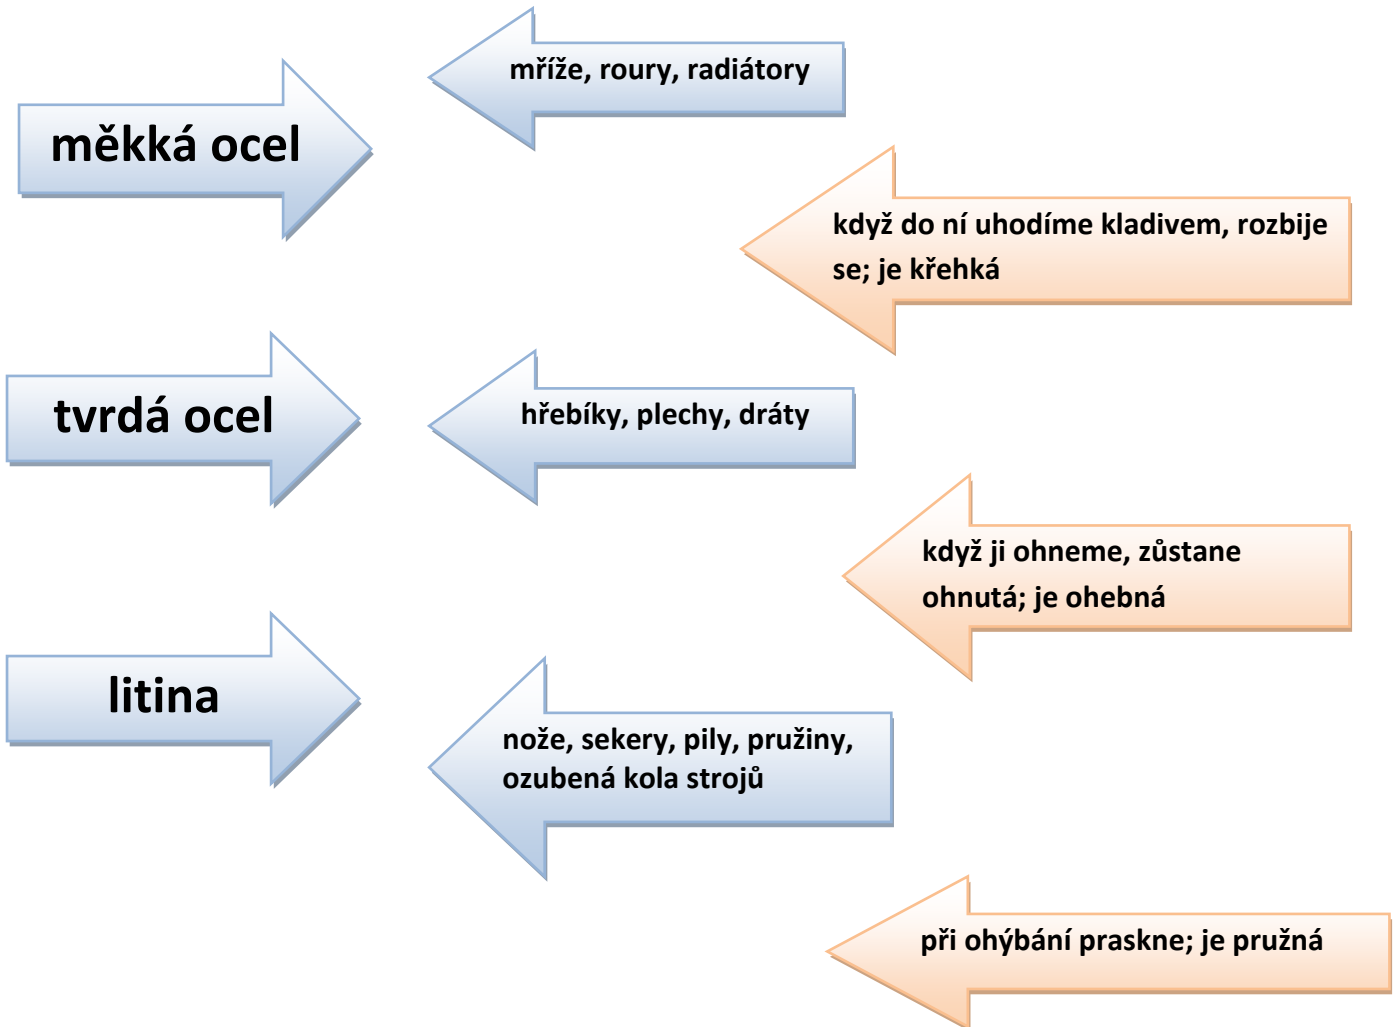 mříže, roury, radiátory
měkká ocel
když do ní uhodíme kladivem, rozbije
se; je křehká
tvrdá ocel
hřebíky, plechy, dráty
když ji ohneme, zůstane
ohnutá; je ohebná
litina
nože, sekery, pily, pružiny,
ozubená kola strojů
při ohýbání praskne; je pružná